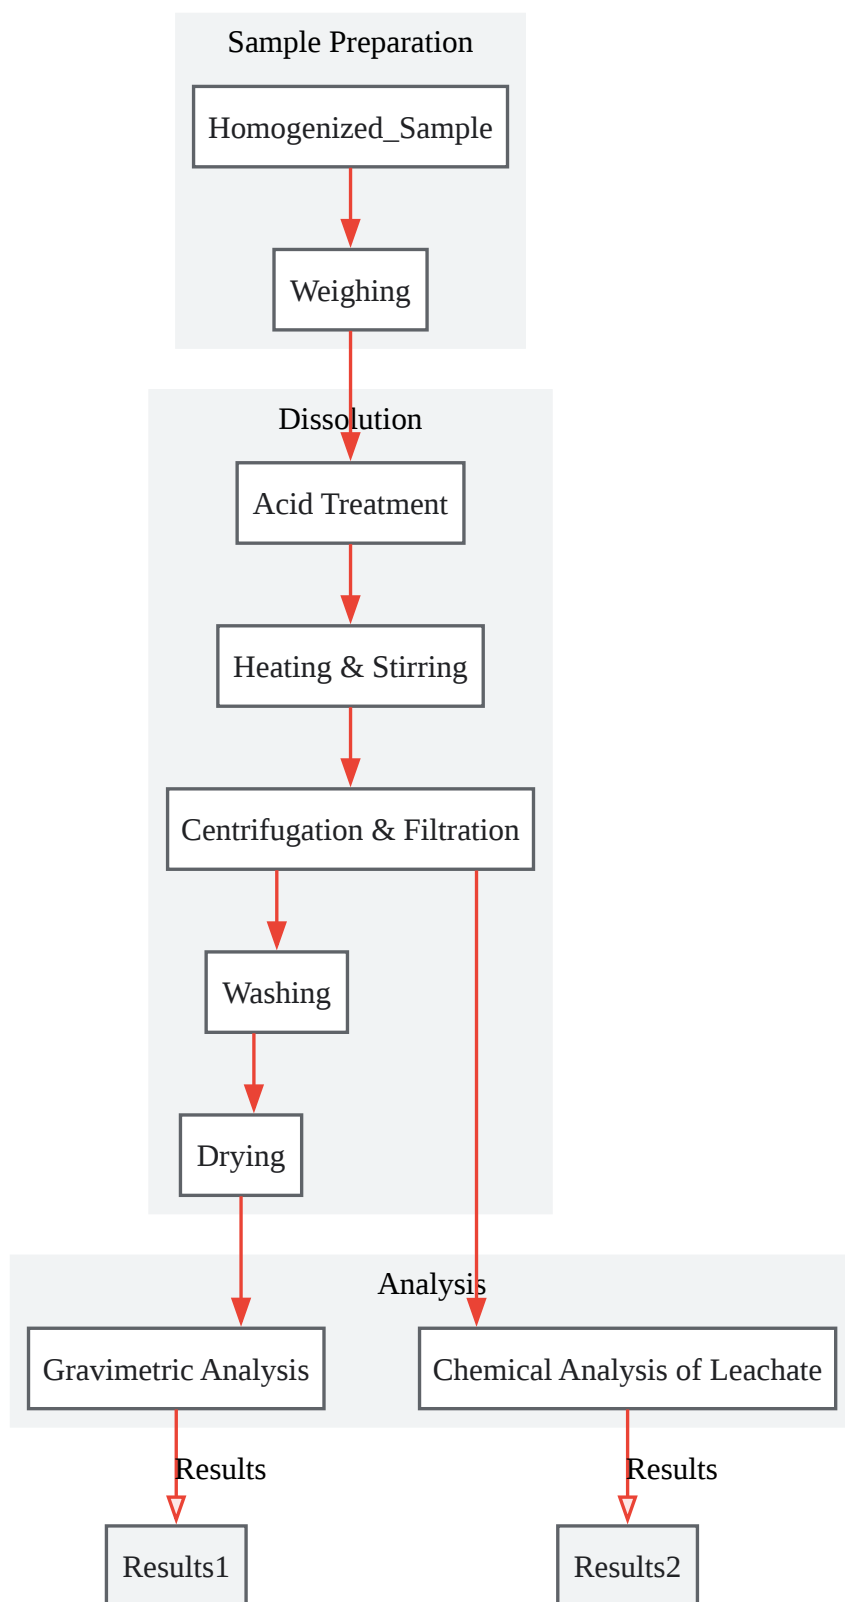 Sample Preparation
Homogenized_Sample
Weighing
Dissolution
Acid Treatment
Heating & Stirring
Centrifugation & Filtration
Washing
Drying
Analysis
Gravimetric Analysis
Chemical Analysis of Leachate
Results
Results
Results1
Results2